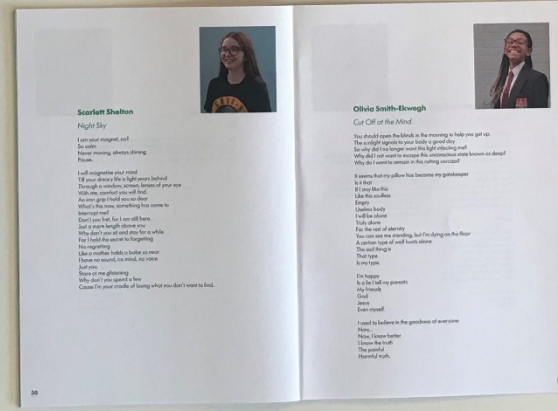 Scarlett Shelton
Night Sky
I am your magnet, no?
So calm
Never moving, always shining
Pause.
I will magnetise your mind
Till your dreary life is light years behind
Through a window, screen, lenses of your eye
With me, comfort you will find.
An iron grip I hold you so dear
What's this now, something has come to
Interrupt me?
Don't you fret, for I am still here.
Just a mere length above you
Why don't you sit and stay for a while
For I hold the secret to forgetting
No regretting
Like a mother holds a babe so near
I have no sound, no mind, no voice
Just you.
Stare at me glistening
Why don't you spend a few
Cause I'm your cradle of losing what you don't want to find.
30
Olivia Smith-Ekwegh
Cut Off at the Mind
You should open the blinds in the morning to help you get up.
The sunlight signals to your body a good day
So why did I no longer want this light infecting me?
Why did I not want to escape this unconscious state known as sleep?
Why do I want to remain in this rotting carcass?
It seems that my pillow has become my gatekeeper
Is it that
If I stay like this
Like this soulless
Empty
Useless body
I will be alone
Truly alone
For the rest of eternity
You can see me standing, but I'm dying on the floor
A certain type of wolf hunts alone
The sad thing is
That type
Is my type.
I'm happy
Is a lie I tell my parents
My friends
God
Jesus
Even myself.
I used to believe in the goodness of everyone
Now...
Now, I know better
I know the truth
The painful
Harmful truth.